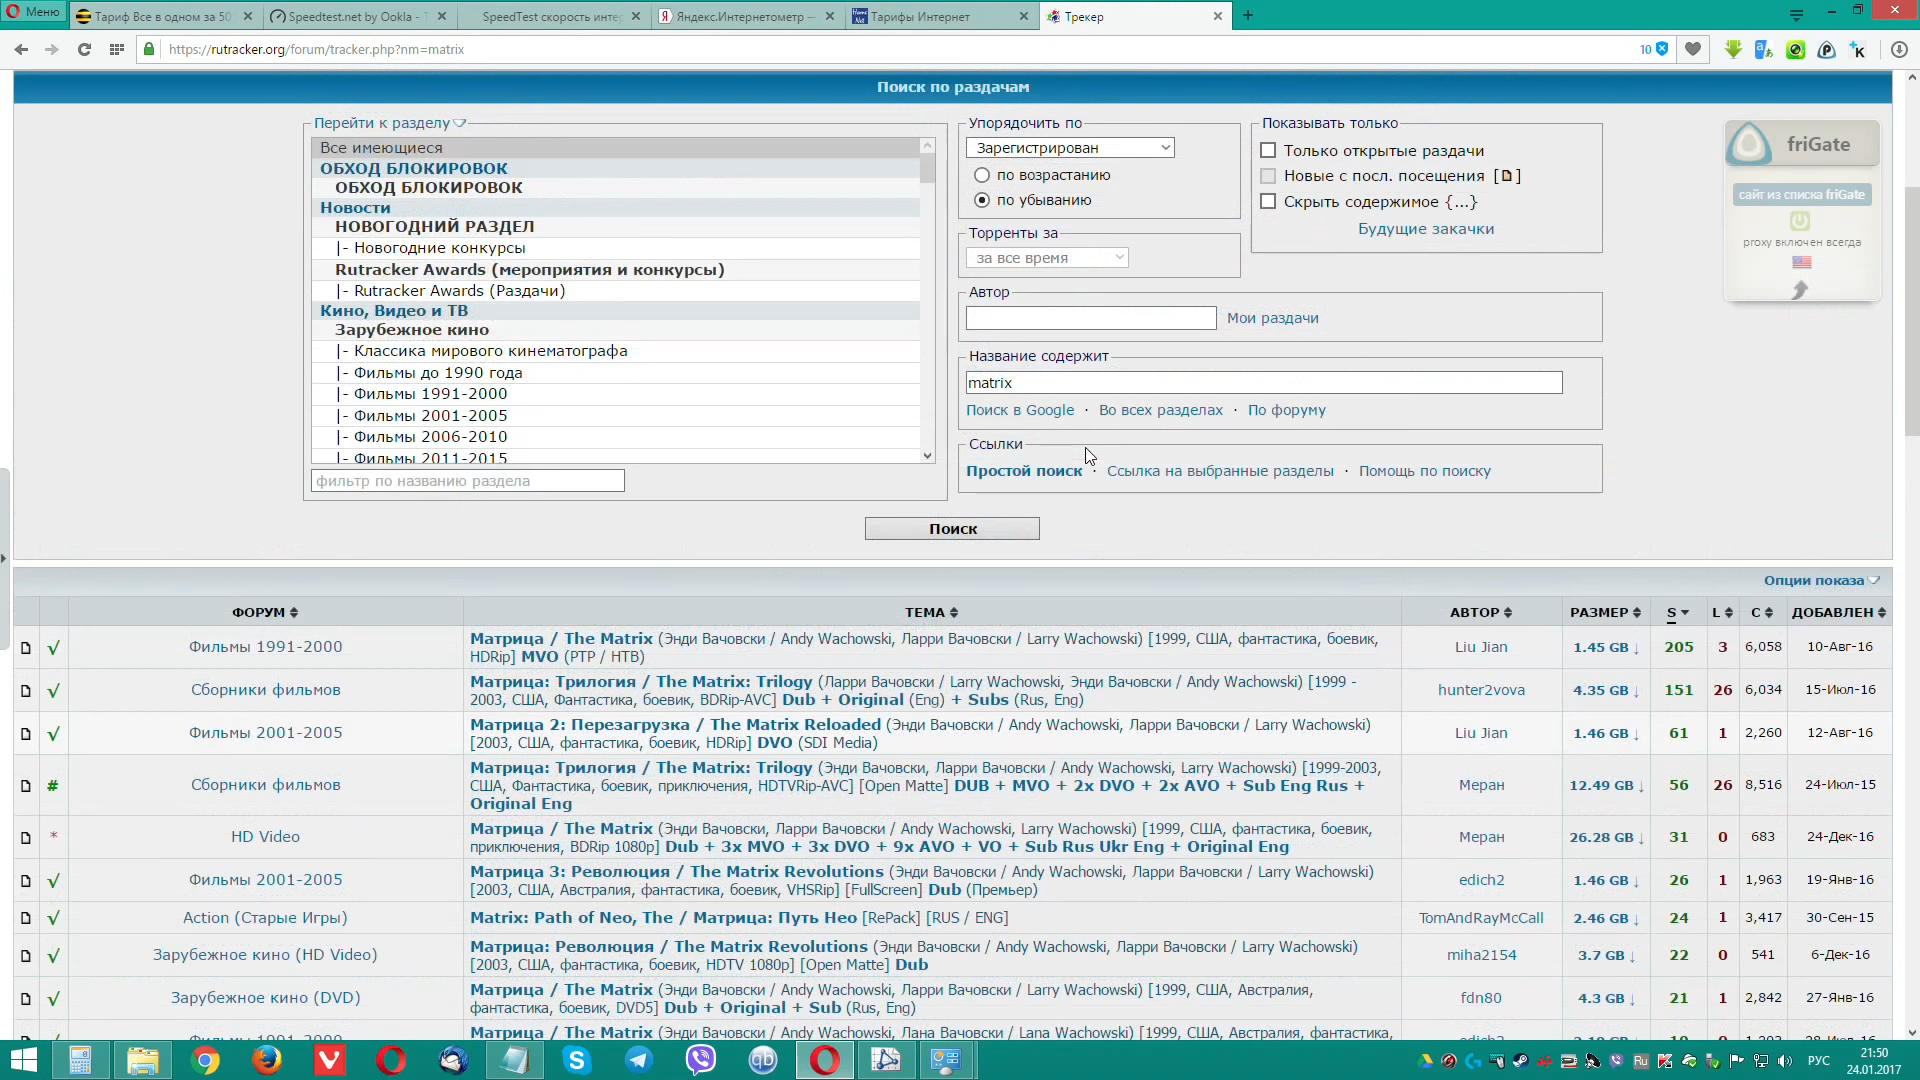 Меню
Тариф Все в одном за 50
Speedtest.net by Ookla - T
SpeedTest скорость инте
Яндекс.Интернетометр —
Тарифы Интернет
Трекер
https://rutracker.org/forum/tracker.php?nm=matrix
10
Поиск по раздачам
Перейти к разделу
Все имеющиеся
ОБХОД БЛОКИРОВОК
ОБХОД БЛОКИРОВОК
Новости
НОВОГОДНИЙ РАЗДЕЛ
|- Новогодние конкурсы
Rutracker Awards (мероприятия и конкурсы)
|- Rutracker Awards (Раздачи)
Кино, Видео и ТВ
Зарубежное кино
|- Классика мирового кинематографа
|- Фильмы до 1990 года
|- Фильмы 1991-2000
|- Фильмы 2001-2005
|- Фильмы 2006-2010
|- Фильмы 2011-2015
фильтр по названию раздела
Упорядочить по
Зарегистрирован
по возрастанию
по убыванию
Торренты за
за все время
Показывать только
Только открытые раздачи
Новые с посл. посещения []
Скрыть содержимое {...}
Будущие закачки
Автор
Мои раздачи
Название содержит
matrix
Поиск в Google · Во всех разделах · По форуму
Ссылки
Простой поиск · Ссылка на выбранные разделы · Помощь по поиску
Поиск
friGate
сайт из списка friGate
proxy включен всегда
Опции показа
ФОРУМ ТЕМА АВТОР РАЗМЕР S L C ДОБАВЛЕН
√ Фильмы 1991-2000 Матрица / The Matrix (Энди Вачовски / Andy Wachowski, Ларри Вачовски / Larry Wachowski) [1999, США, фантастика, боевик, Liu Jian 1.45 GB ↓ 205 3 6,058 10-Авг-16
HDRip] MVO (РТР / НТВ)
√ Сборники фильмов Матрица: Трилогия / The Matrix: Trilogy (Ларри Вачовски / Larry Wachowski, Энди Вачовски / Andy Wachowski) [1999 - hunter2vova 4.35 GB ↓ 151 26 6,034 15-Июл-16
2003, США, Фантастика, боевик, BDRip-AVC] Dub + Original (Eng) + Subs (Rus, Eng)
√ Фильмы 2001-2005 Матрица 2: Перезагрузка / The Matrix Reloaded (Энди Вачовски / Andy Wachowski, Ларри Вачовски / Larry Wachowski) Liu Jian 1.46 GB ↓ 61 1 2,260 12-Авг-16
[2003, США, фантастика, боевик, HDRip] DVO (SDI Media)
# Сборники фильмов Матрица: Трилогия / The Matrix: Trilogy (Энди Вачовски, Ларри Вачовски / Andy Wachowski, Larry Wachowski) [1999-2003, Меран 12.49 GB ↓ 56 26 8,516 24-Июл-15
США, Фантастика, боевик, приключения, HDTVRip-AVC] [Open Matte] DUB + MVO + 2x DVO + 2x AVO + Sub Eng Rus +
Original Eng
* HD Video Матрица / The Matrix (Энди Вачовски, Ларри Вачовски / Andy Wachowski, Larry Wachowski) [1999, США, фантастика, боевик, Меран 26.28 GB ↓ 31 0 683 24-Дек-16
приключения, BDRip 1080p] Dub + 3x MVO + 3x DVO + 9x AVO + VO + Sub Rus Ukr Eng + Original Eng
√ Фильмы 2001-2005 Матрица 3: Революция / The Matrix Revolutions (Энди Вачовски / Andy Wachowski, Ларри Вачовски / Larry Wachowski) edich2 1.46 GB ↓ 26 1 1,963 19-Янв-16
[2003, США, Австралия, фантастика, боевик, VHSRip] [FullScreen] Dub (Премьер)
√ Action (Старые Игры) Matrix: Path of Neo, The / Матрица: Путь Нео [RePack] [RUS / ENG] TomAndRayMcCall 2.46 GB ↓ 24 1 3,417 30-Сен-15
√ Зарубежное кино (HD Video) Матрица: Революция / The Matrix Revolutions (Энди Вачовски / Andy Wachowski, Ларри Вачовски / Larry Wachowski) miha2154 3.7 GB ↓ 22 0 541 6-Дек-16
[2003, США, фантастика, боевик, HDTV 1080p] [Open Matte] Dub
√ Зарубежное кино (DVD) Матрица / The Matrix (Энди Вачовски / Andy Wachowski, Ларри Вачовски / Larry Wachowski) [1999, США, Австралия, fdn80 4.3 GB ↓ 21 1 2,842 27-Янв-16
фантастика, боевик, DVD5] Dub + Original + Sub (Rus, Eng)
Матрица / The Matrix (Энди Вачовски / Andy Wachowski, Лана Вачовски / Lana Wachowski) [1999, США, Австралия, фантастика,
РУС
21:50
24.01.2017